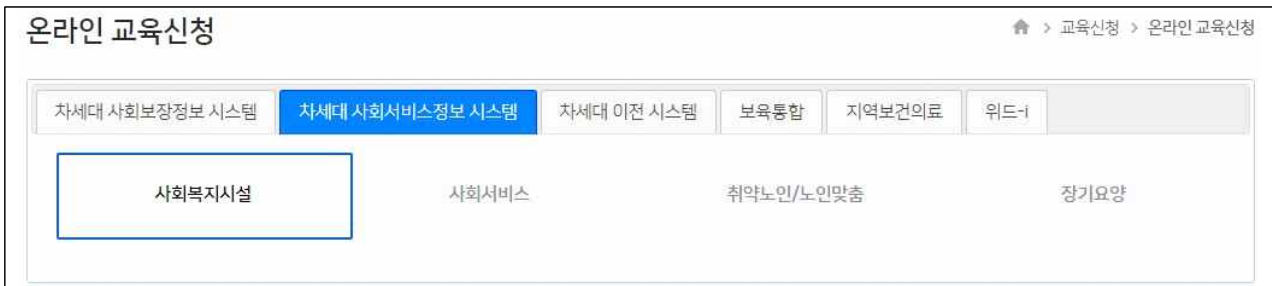 온라인 교육신청
> 교육신청 > 온라인 교육신청
차세대 사회보장정보 시스템 차세대 사회서비스정보 시스템 차세대 이전 시스템 보육통합 지역보건의료 위드-i
사회복지시설 사회서비스 취약노인/노인맞춤 장기요양